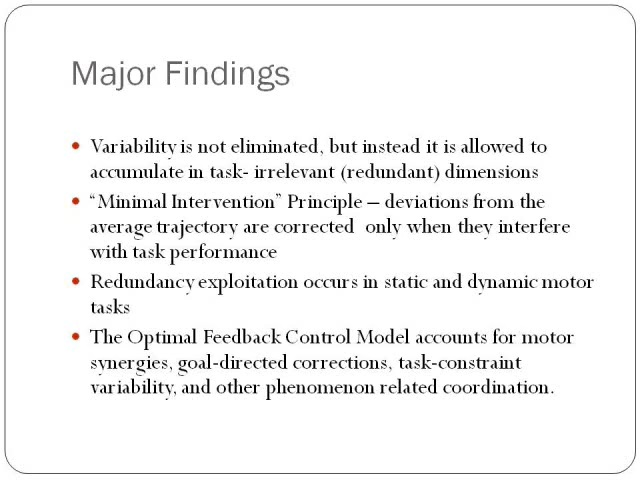 Major Findings
Variability is not eliminated, but instead it is allowed to
accumulate in task- irrelevant (redundant) dimensions
“Minimal Intervention” Principle – deviations from the
average trajectory are corrected  only when they interfere
with task performance
Redundancy exploitation occurs in static and dynamic motor
tasks
The Optimal Feedback Control Model accounts for motor
synergies, goal-directed corrections, task-constraint
variability, and other phenomenon related coordination.